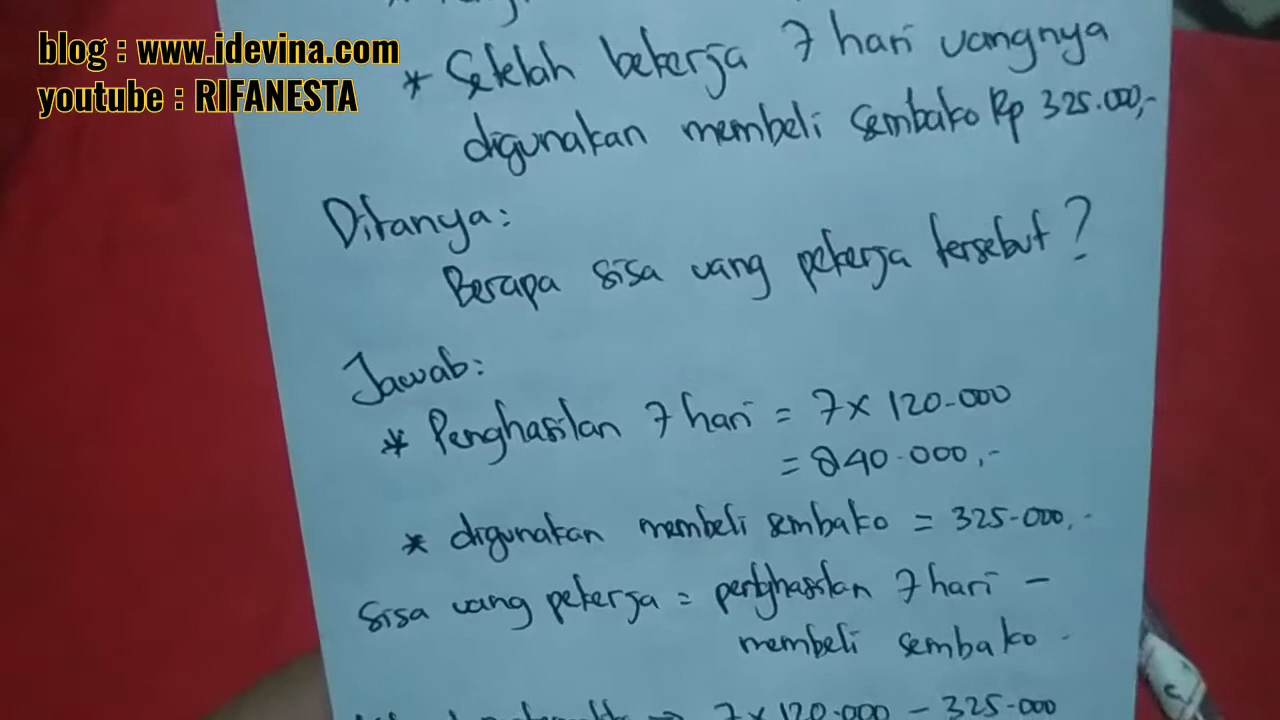 blog : www.idevina.com
youtube : RIFANESTA
* Setelah bekerja 7 hari uangnya
digunakan membeli sembako Rp 325.000,-
Ditanya:
Berapa sisa uang pekerja tersebut?
Jawab:
* Penghasilan 7 hari = 7 x 120.000
= 840.000,-
* digunakan membeli sembako = 325.000,-
sisa uang pekerja = penghasilan 7 hari -
membeli sembako
7 x 120.000 - 325.000